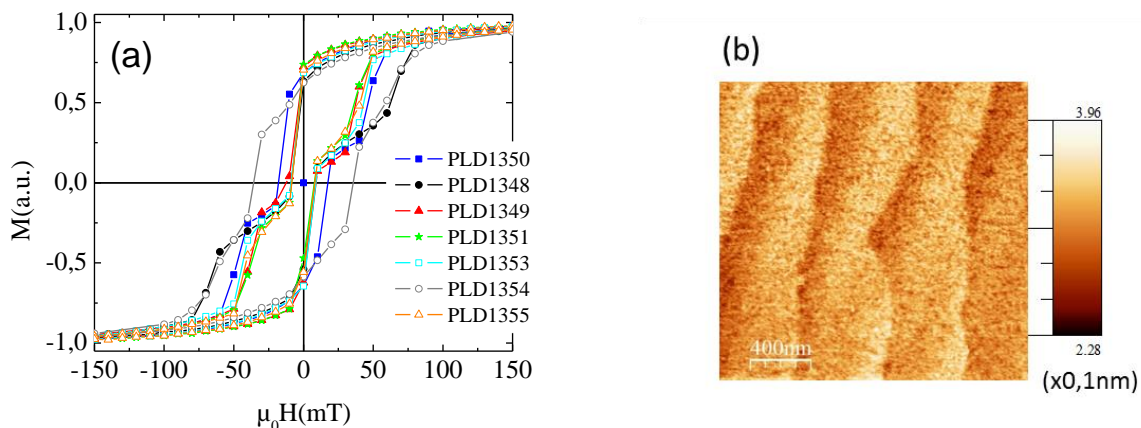 (a)
M(a.u.)
1,0
0,5
0,0
-0,5
-1,0
PLD1350
PLD1348
PLD1349
PLD1351
PLD1353
PLD1354
PLD1355
-150 -100 -50 0 50 100 150
μ0H(mT)
(b)
3.96
400nm
2.28
(x0,1nm)